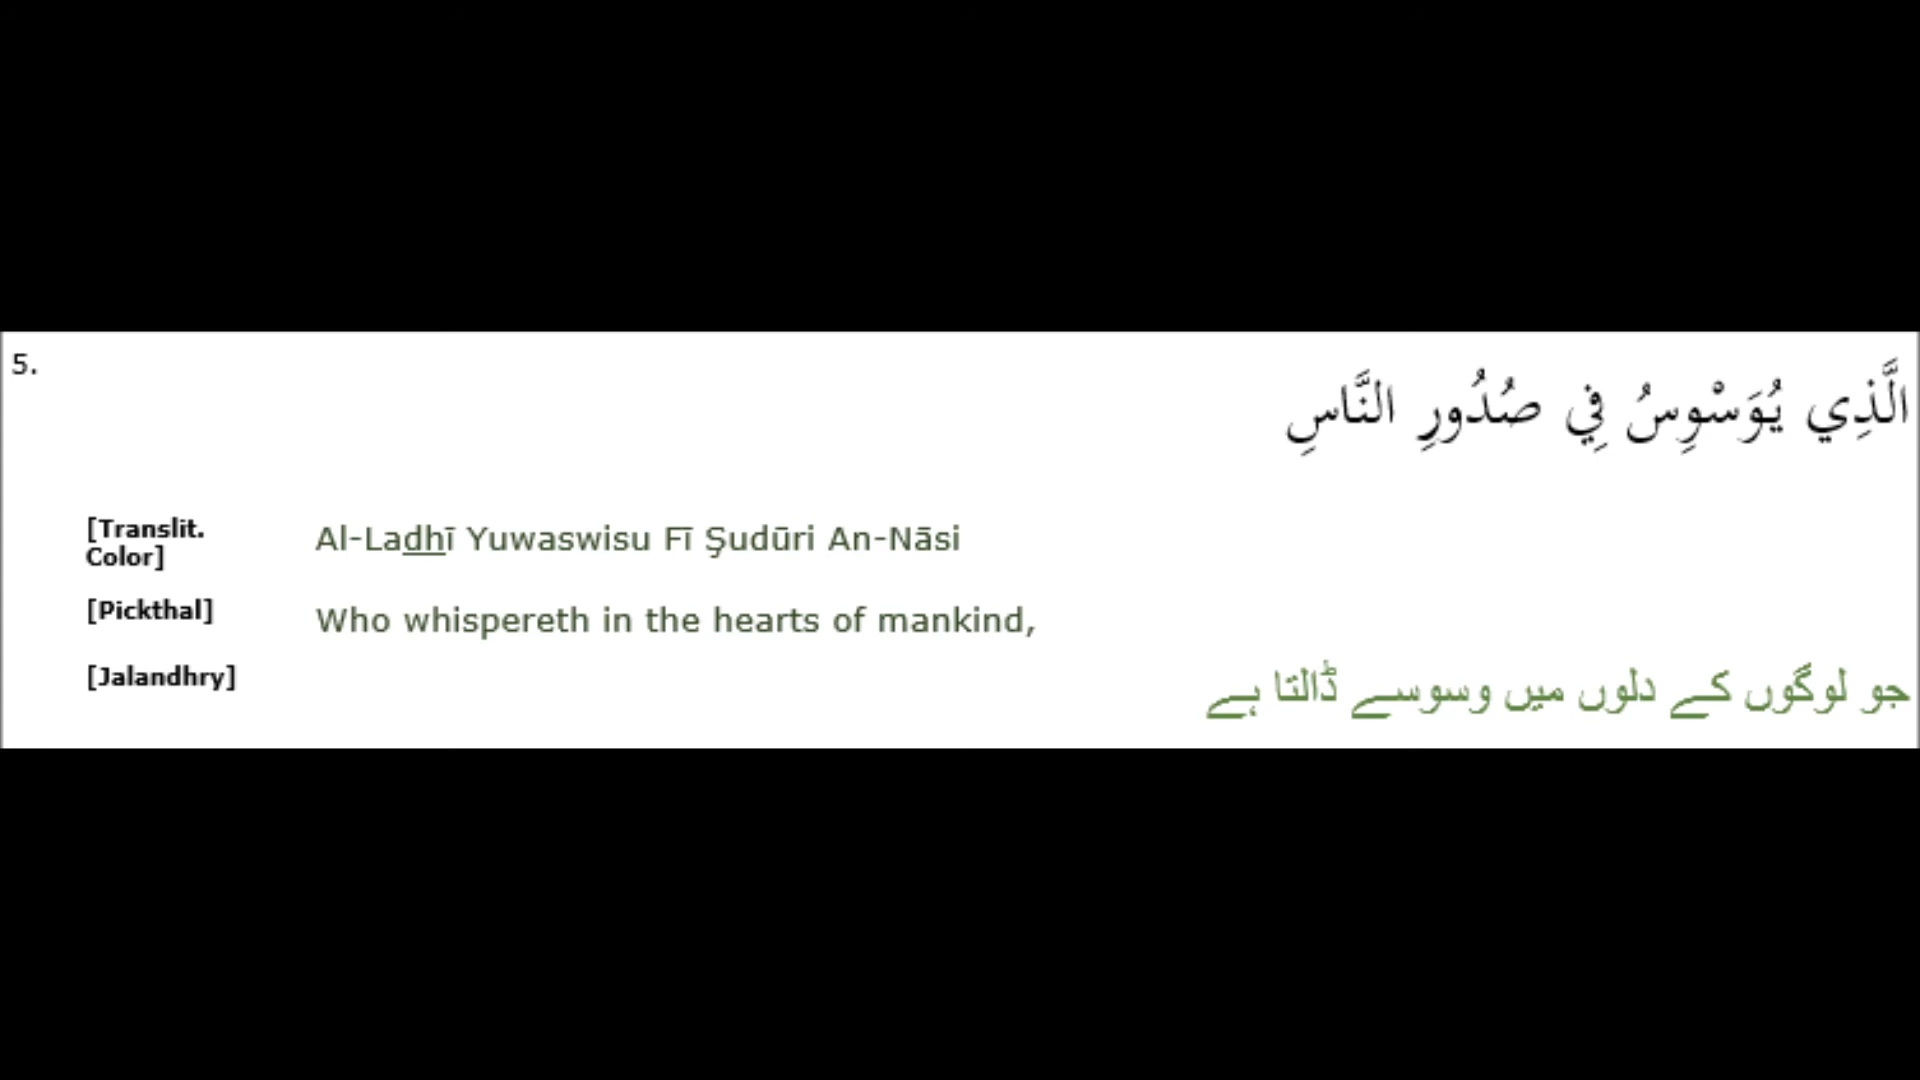 5.
الَّذِي يُوَسْوِسُ فِي صُدُورِ النَّاسِ
[Translit. Color]
Al-Ladhī Yuwaswisu Fī Şudūri An-Nāsi
[Pickthal]
Who whispereth in the hearts of mankind,
[Jalandhry]
جو لوگوں کے دلوں میں وسوسے ڈالتا ہے